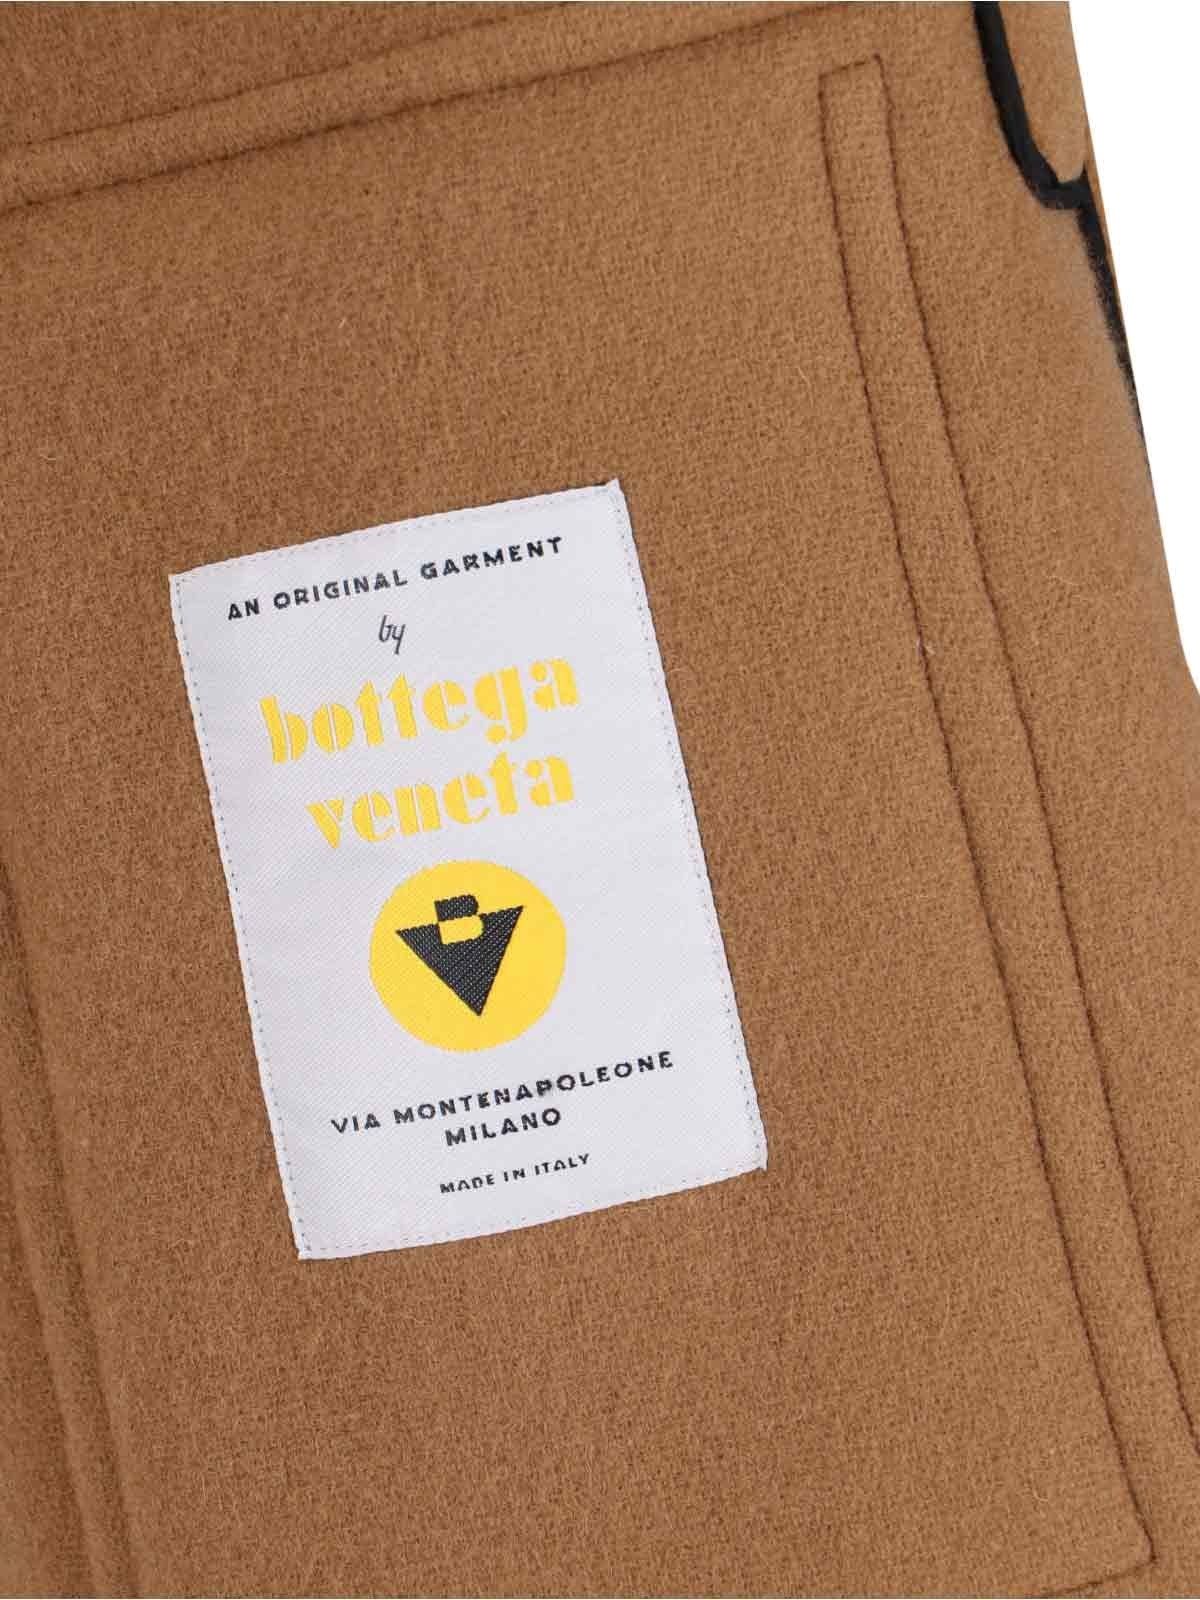 AN ORIGINAL GARMENT
by
bottega
veneta
B
VIA MONTENAPOLEONE
MILANO
MADE IN ITALY